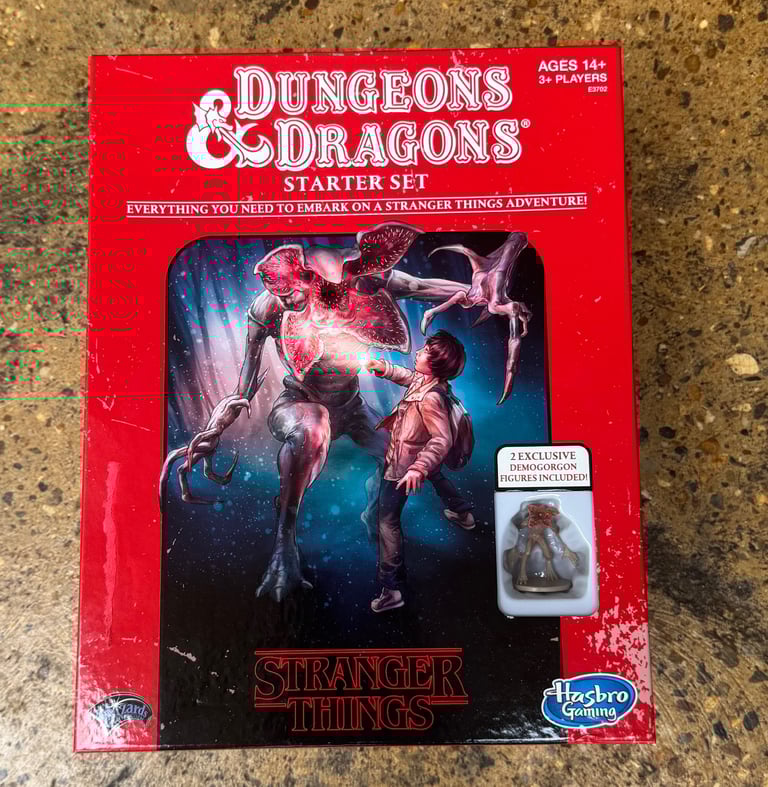 DUNGEONS
& DRAGONS®
STARTER SET
EVERYTHING YOU NEED TO EMBARK ON A STRANGER THINGS ADVENTURE!
AGES 14+
3+ PLAYERS
E3702
2 EXCLUSIVE
DEMOGORGON
FIGURES INCLUDED!
STRANGER
THINGS
Hasbro
Gaming